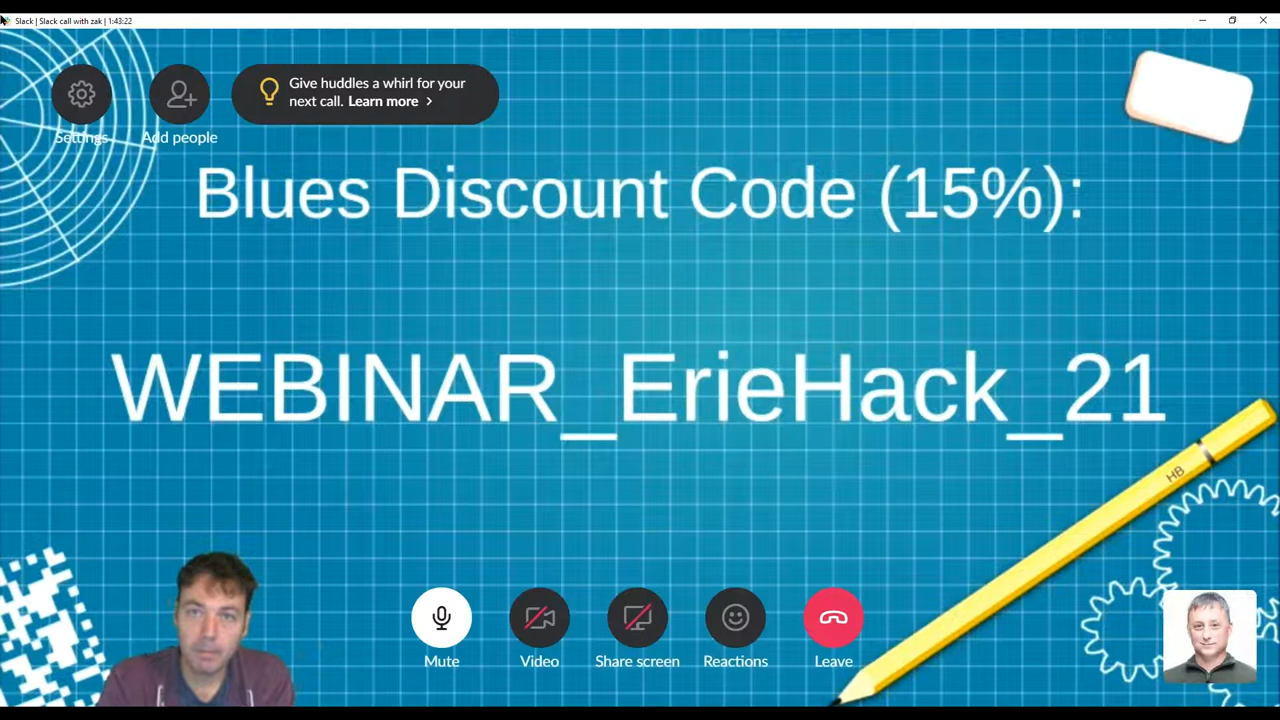 Slack | Slack call with zak | 1:43:22
Give huddles a whirl for your
next call. Learn more >
Settings
Add people
Blues Discount Code (15%):
WEBINAR_ErieHack_21
HB
Mute
Video
Share screen
Reactions
Leave